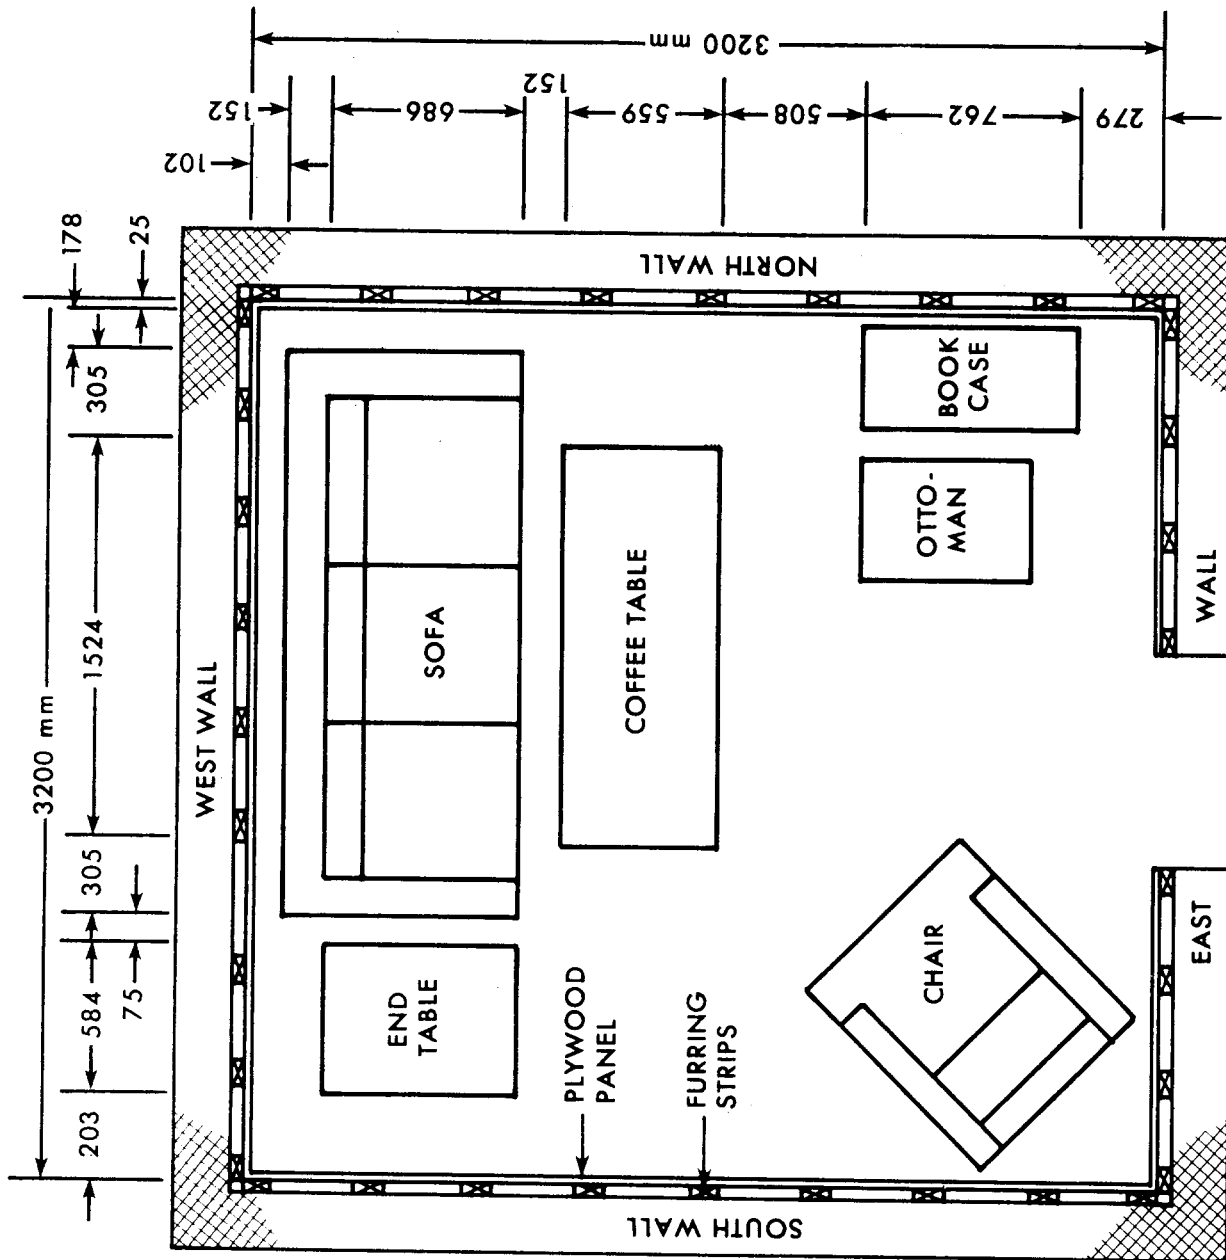 3200 mm
203
584
75
305
1524
305
178
25
152
102
686
152
559
508
762
279
3200 mm
WEST WALL
NORTH WALL
SOUTH WALL
EAST
WALL
END
TABLE
SOFA
COFFEE TABLE
BOOK
CASE
OTTO-
MAN
CHAIR
PLYWOOD
PANEL
FURRING
STRIPS